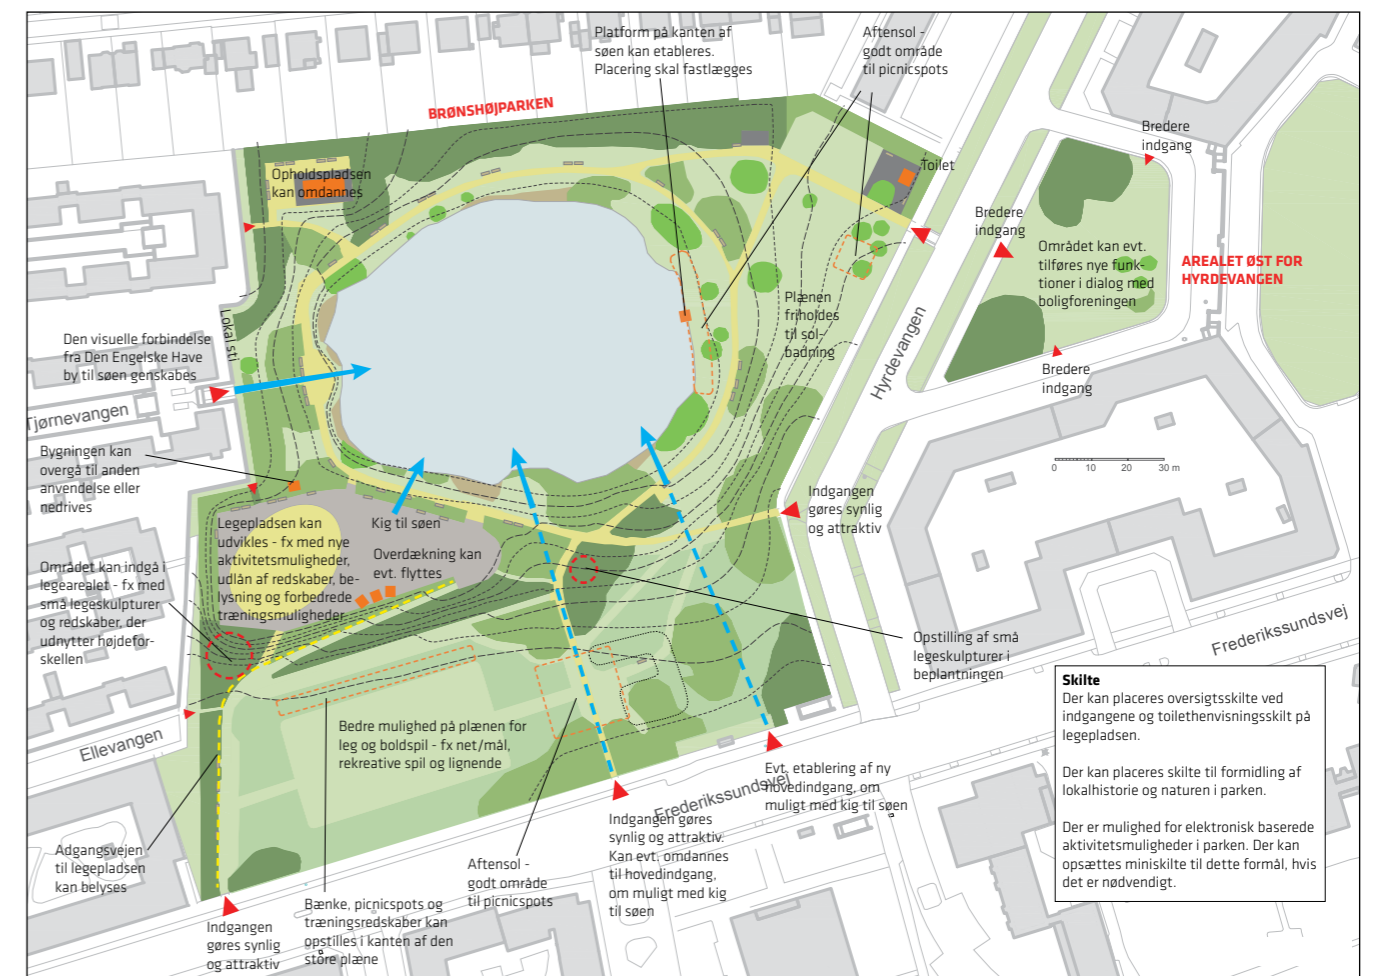 Platform på kanten af
søen kan etableres.
Placering skal fastlægges
Aftensol -
godt område
til picnicspots
BRØNSHØJPARKEN
Bredere
indgang
Opholdspladsen
kan omdannes
Toilet
Bredere
indgang
Området kan evt.
tilføres nye funk-
tioner i dialog med
boligforeningen
AREALET ØST FOR
HYRDEVANGEN
Plænen
friholdes
til sol-
badning
Lokal sti
Den visuelle forbindelse
fra Den Engelske Have
by til søen genskabes
Hyrdevangen
Bredere
indgang
Tjørnevangen
Bygningen kan
overgå til anden
anvendelse eller
nedrives
0 10 20 30 m
Indgangen
gøres synlig
og attraktiv
Legepladsen kan
udvikles - fx med nye
aktivitetsmuligheder,
udlån af redskaber, be-
lysning og forbedrede
træningsmuligheder
Kig til søen
Overdækning kan
evt. flyttes
Området kan indgå i
legearealet - fx med
små legeskulpturer
og redskaber, der
udnytter højdefor-
skellen
Opstilling af små
legeskulpturer i
beplantningen
Frederikssundsvej
Skilte
Der kan placeres oversigtsskilte ved
indgangene og toilethenvisningsskilt på
legepladsen.
Der kan placeres skilte til formidling af
lokalhistorie og naturen i parken.
Der er mulighed for elektronisk baserede
aktivitetsmuligheder i parken. Der kan
opsættes miniskilte til dette formål, hvis
det er nødvendigt.
Ellevangen
Bedre mulighed på plænen for
leg og boldspil - fx net/mål,
rekreative spil og lignende
Frederikssundsvej
Evt. etablering af ny
hovedindgang, om
muligt med kig til søen
Indgangen gøres
synlig og attraktiv.
Kan evt. omdannes
til hovedindgang,
om muligt med kig
til søen
Adgangsvejen
til legepladsen
kan belyses
Aftensol -
godt område
til picnicspots
Bænke, picnicspots og
træningsredskaber kan
opstilles i kanten af den
store plæne
Indgangen
gøres synlig
og attraktiv